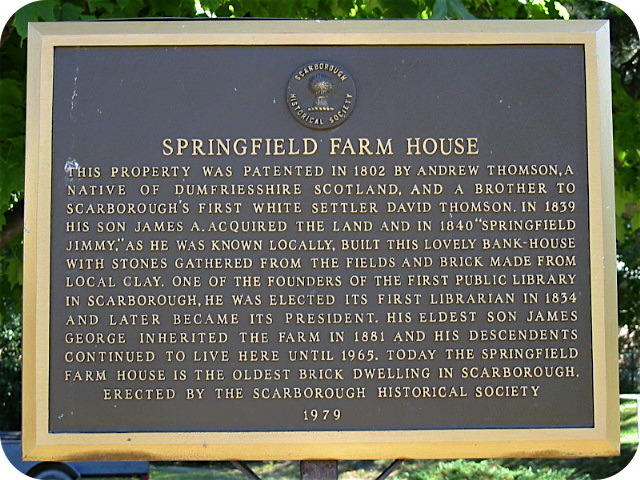 SCARBOROUGH
HISTORICAL SOCIETY
SPRINGFIELD FARM HOUSE
THIS PROPERTY WAS PATENTED IN 1802 BY ANDREW THOMSON, A
NATIVE OF DUMFRIESSHIRE SCOTLAND, AND A BROTHER TO
SCARBOROUGH'S FIRST WHITE SETTLER DAVID THOMSON. IN 1839
HIS SON JAMES A. ACQUIRED THE LAND AND IN 1840 "SPRINGFIELD
JIMMY," AS HE WAS KNOWN LOCALLY, BUILT THIS LOVELY BANK-HOUSE
WITH STONES GATHERED FROM THE FIELDS AND BRICK MADE FROM
LOCAL CLAY. ONE OF THE FOUNDERS OF THE FIRST PUBLIC LIBRARY
IN SCARBOROUGH, HE WAS ELECTED ITS FIRST LIBRARIAN IN 1834
AND LATER BECAME ITS PRESIDENT. HIS ELDEST SON JAMES
GEORGE INHERITED THE FARM IN 1881 AND HIS DESCENDENTS
CONTINUED TO LIVE HERE UNTIL 1965. TODAY THE SPRINGFIELD
FARM HOUSE IS THE OLDEST BRICK DWELLING IN SCARBOROUGH.
ERECTED BY THE SCARBOROUGH HISTORICAL SOCIETY
1979